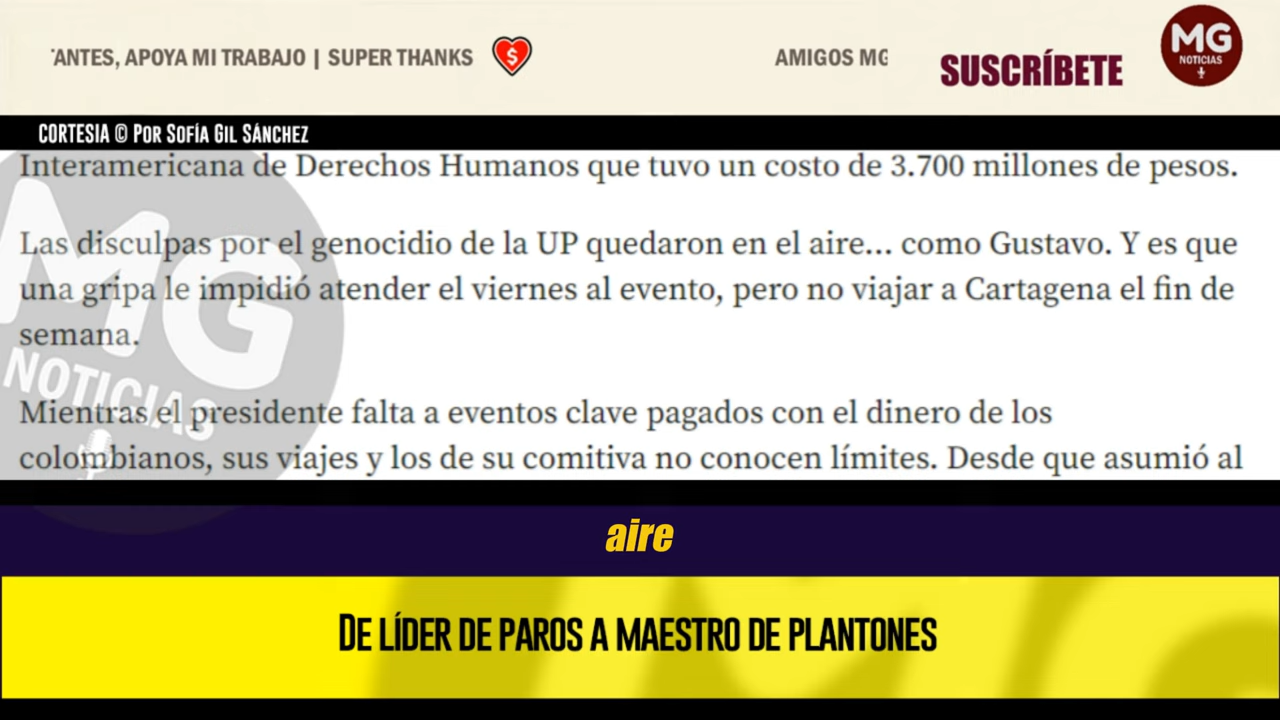 'ANTES, APOYA MI TRABAJO | SUPER THANKS
AMIGOS MG
SUSCRÍBETE
MG
NOTICIAS
CORTESIA © POR SOFÍA GIL SÁNCHEZ
Interamericana de Derechos Humanos que tuvo un costo de 3.700 millones de pesos.
Las disculpas por el genocidio de la UP quedaron en el aire... como Gustavo. Y es que
una gripa le impidió atender el viernes al evento, pero no viajar a Cartagena el fin de
semana.
Mientras el presidente falta a eventos clave pagados con el dinero de los
colombianos, sus viajes y los de su comitiva no conocen límites. Desde que asumió al
MG
NOTICIAS
aire
DE LÍDER DE PAROS A MAESTRO DE PLANTONES